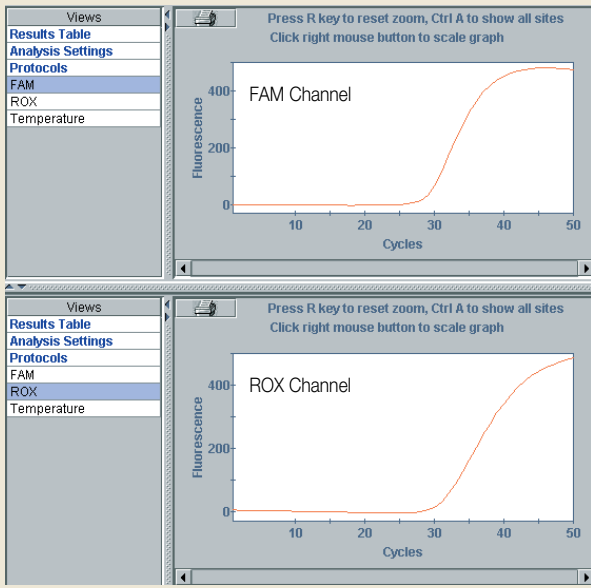 Views
Results Table
Analysis Settings
Protocols
FAM
ROX
Temperature
Press R key to reset zoom, Ctrl A to show all sites
Click right mouse button to scale graph
FAM Channel
Fluorescence
400
200
0
10 20 30 40 50
Cycles
Views
Results Table
Analysis Settings
Protocols
FAM
ROX
Temperature
Press R key to reset zoom, Ctrl A to show all sites
Click right mouse button to scale graph
ROX Channel
Fluorescence
400
200
0
10 20 30 40 50
Cycles